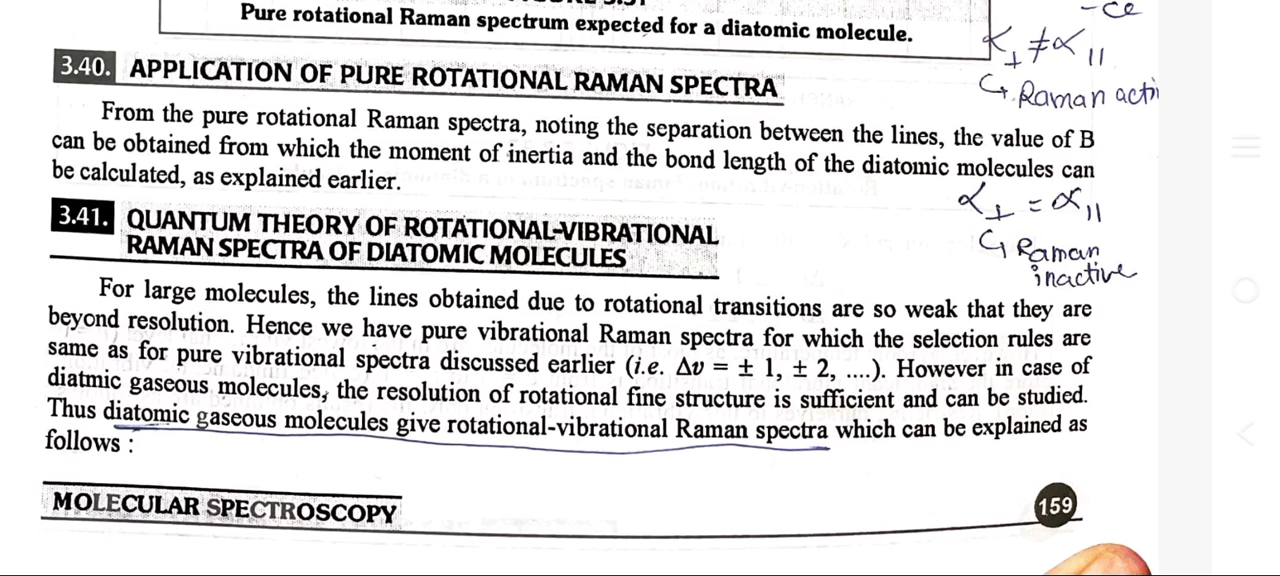 Pure rotational Raman spectrum expected for a diatomic molecule.
-ce
α⊥ ≠ α||
Raman acti
3.40. APPLICATION OF PURE ROTATIONAL RAMAN SPECTRA
From the pure rotational Raman spectra, noting the separation between the lines, the value of B
can be obtained from which the moment of inertia and the bond length of the diatomic molecules can
be calculated, as explained earlier.
α⊥ = α||
Raman
inactive
3.41. QUANTUM THEORY OF ROTATIONAL-VIBRATIONAL
RAMAN SPECTRA OF DIATOMIC MOLECULES
For large molecules, the lines obtained due to rotational transitions are so weak that they are
beyond resolution. Hence we have pure vibrational Raman spectra for which the selection rules are
same as for pure vibrational spectra discussed earlier (i.e. Δv = ± 1, ± 2, ....). However in case of
diatmic gaseous molecules, the resolution of rotational fine structure is sufficient and can be studied.
Thus diatomic gaseous molecules give rotational-vibrational Raman spectra which can be explained as
follows :
MOLECULAR SPECTROSCOPY
159